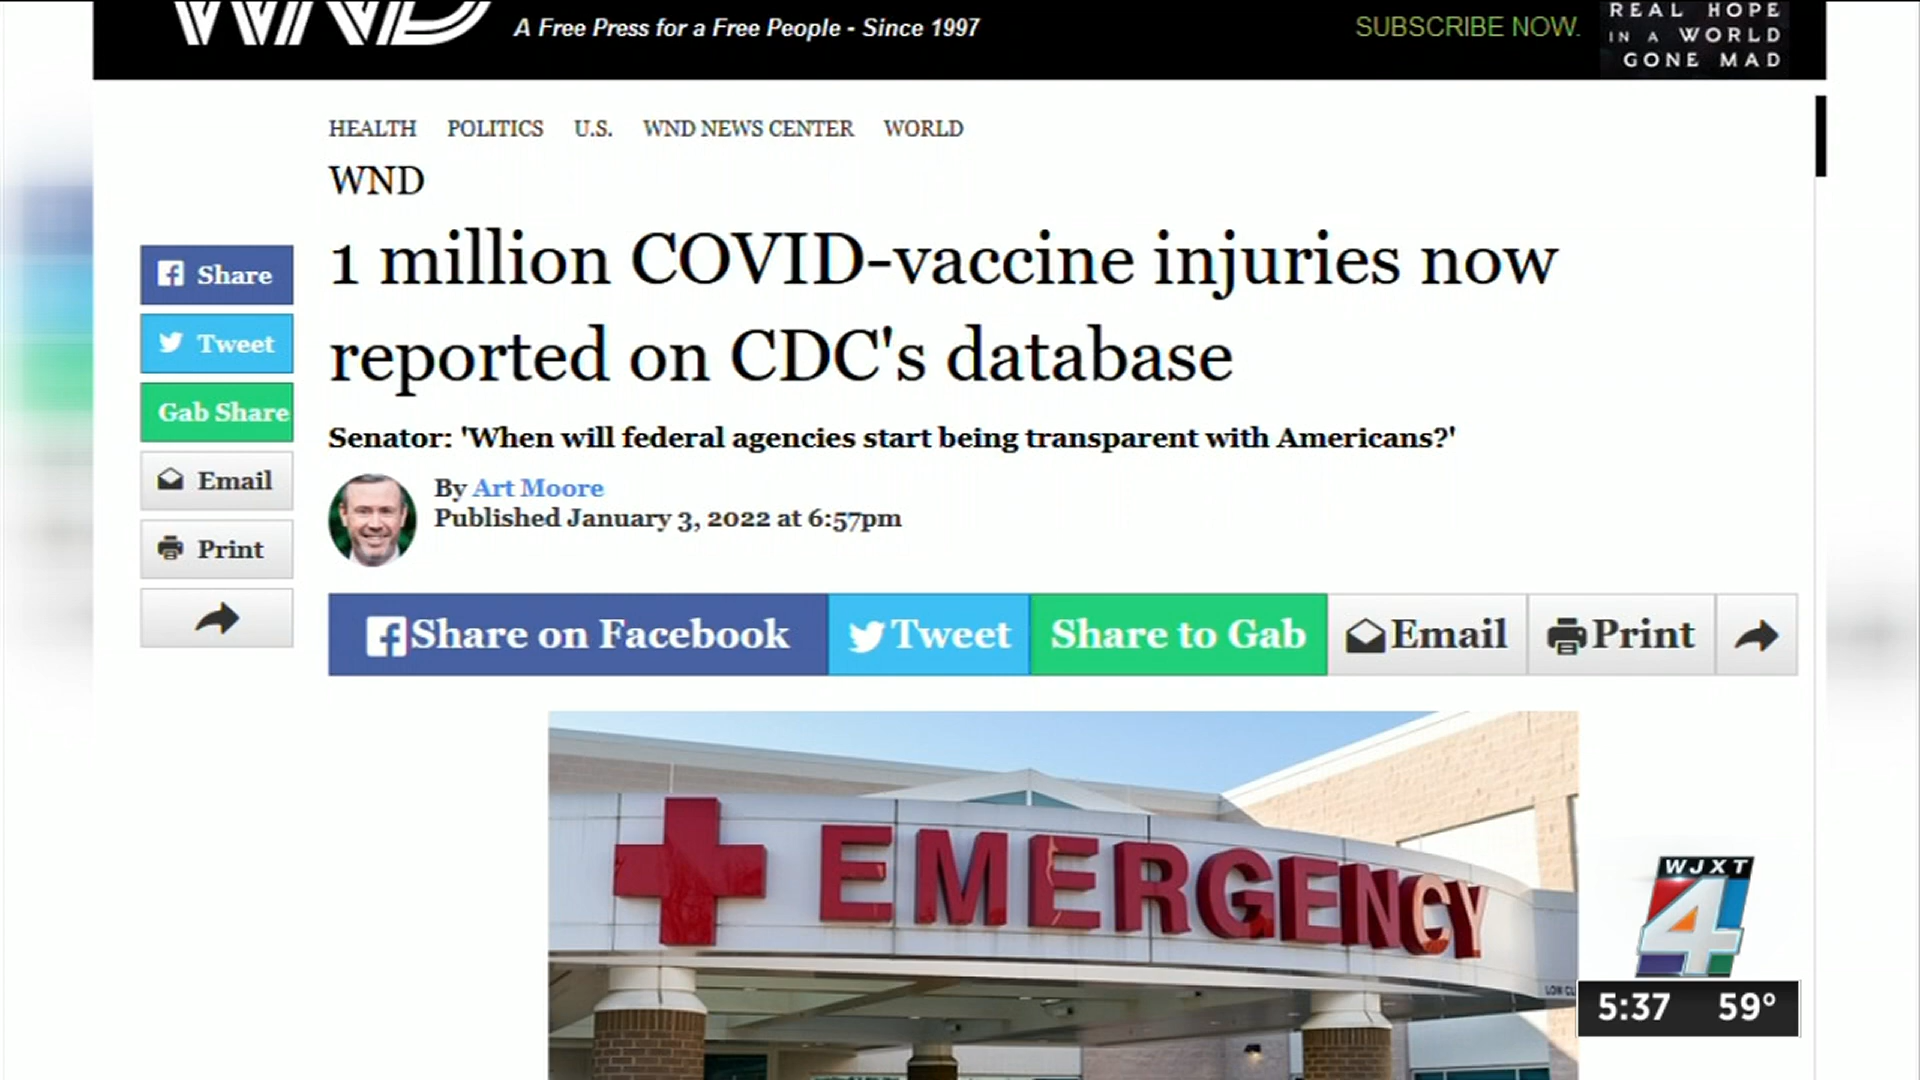 WND
A Free Press for a Free People - Since 1997
SUBSCRIBE NOW.
REAL HOPE
IN A WORLD
GONE MAD
HEALTH POLITICS U.S. WND NEWS CENTER WORLD
WND
1 million COVID-vaccine injuries now
reported on CDC's database
Senator: 'When will federal agencies start being transparent with Americans?'
By Art Moore
Published January 3, 2022 at 6:57pm
Share
Tweet
Gab Share
Email
Print
Share on Facebook Tweet Share to Gab Email Print
EMERGENCY
WJXT
4
5:37 59°